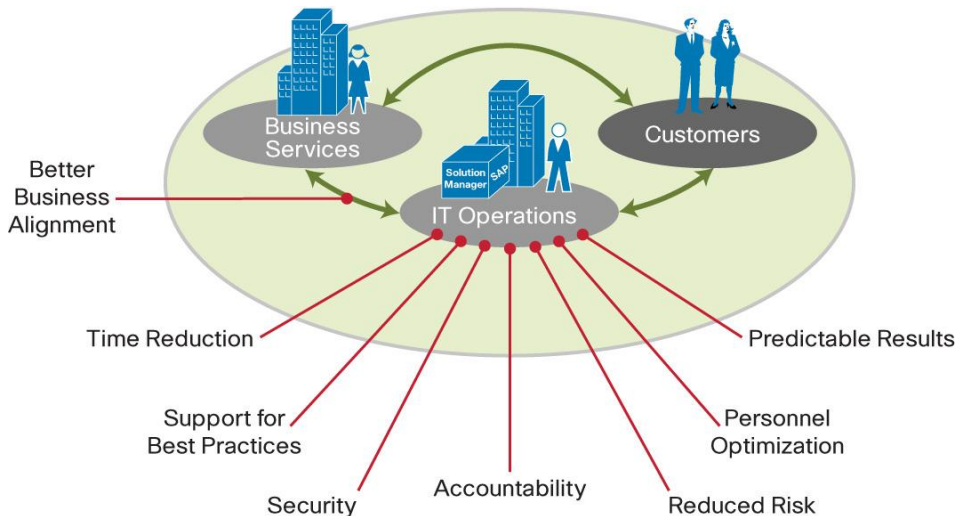 Business
Services
Customers
Solution
Manager
SAP
IT Operations
Better
Business
Alignment
Time Reduction
Predictable Results
Support for
Best Practices
Personnel
Optimization
Security
Accountability
Reduced Risk